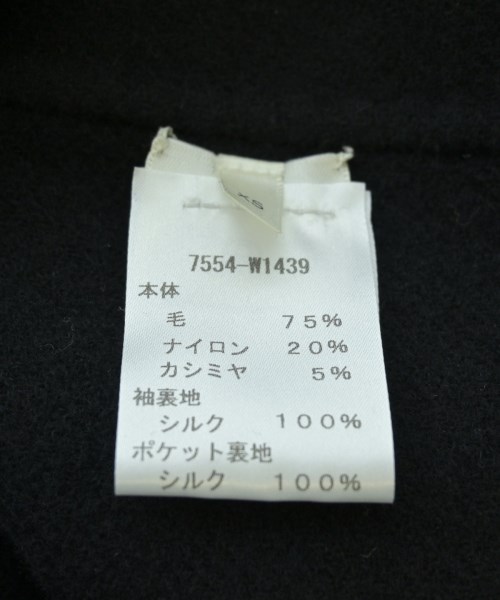 XS
7554-W1439
本体
毛 75%
ナイロン 20%
カシミヤ 5%
袖裏地
シルク 100%
ポケット裏地
シルク 100%